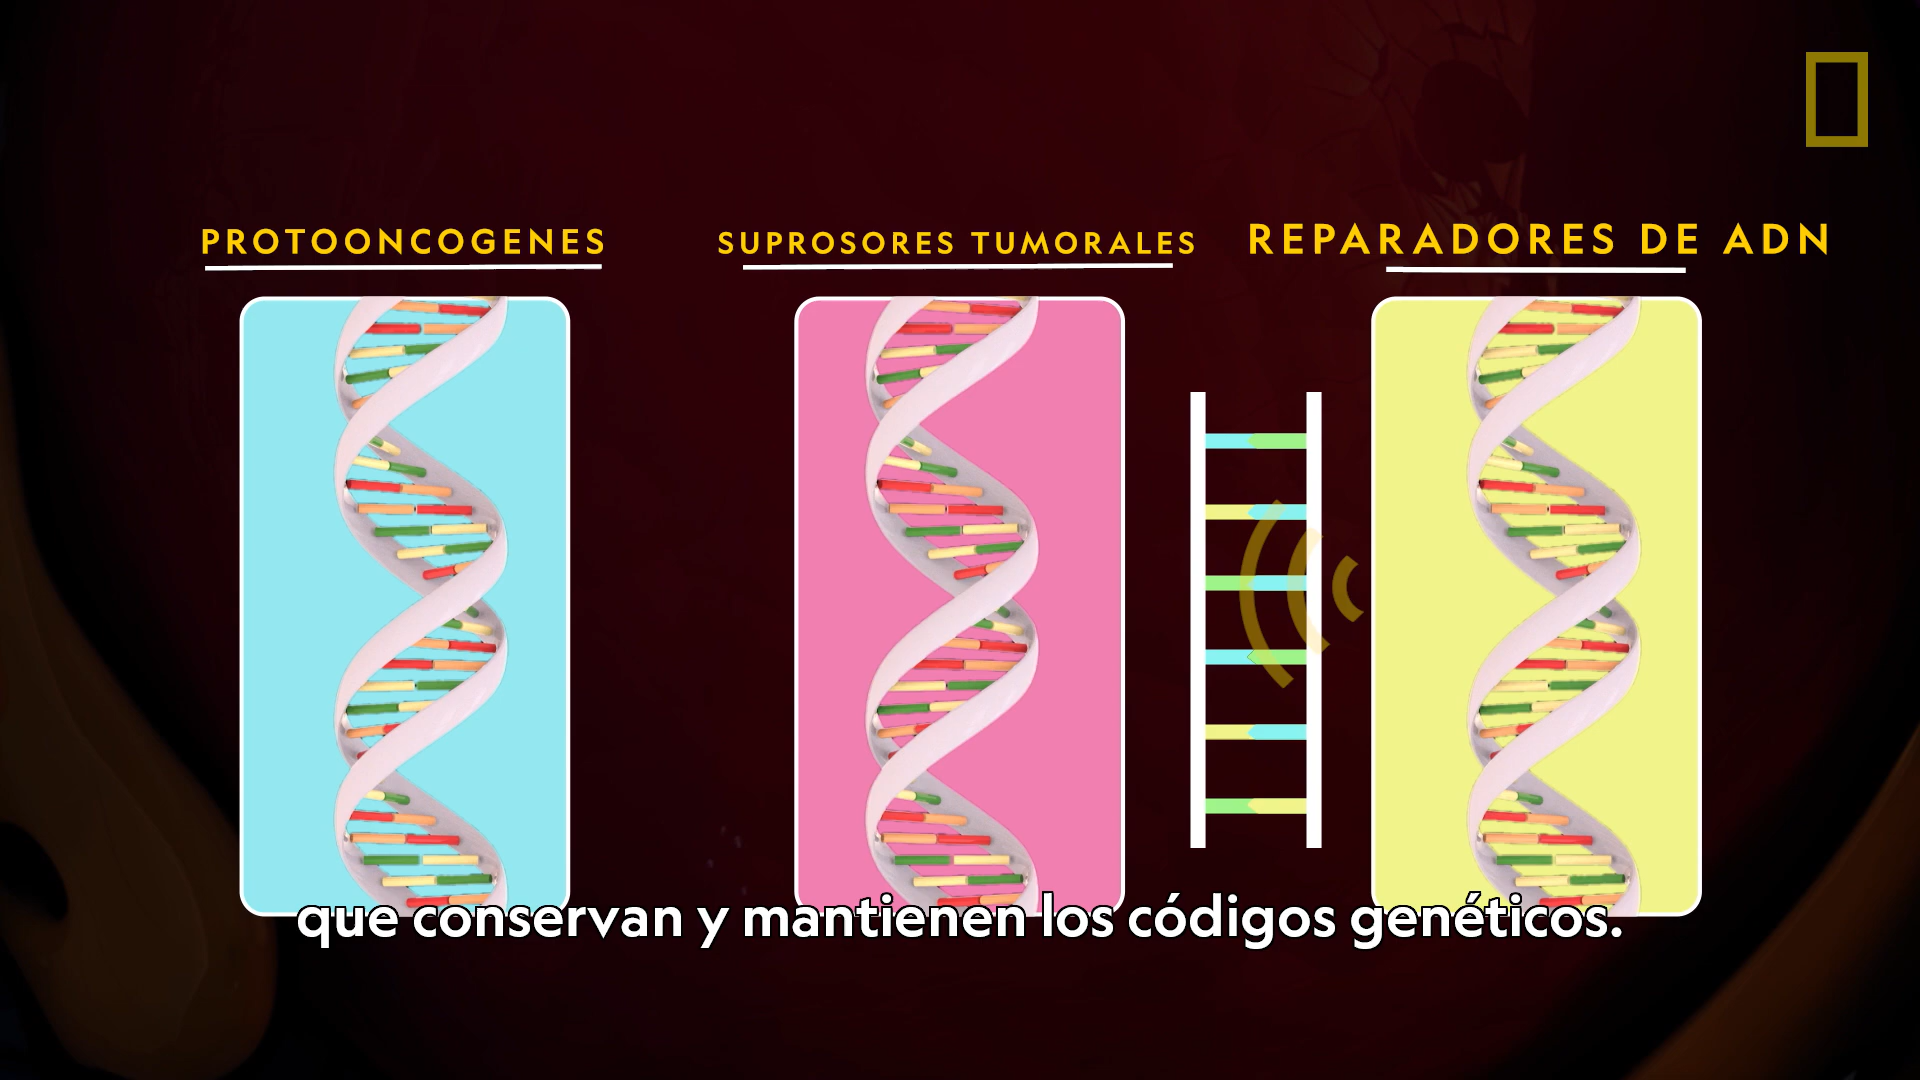 PROTOONCOGENES
SUPROSORES TUMORALES
REPARADORES DE ADN
que conservan y mantienen los códigos genéticos.